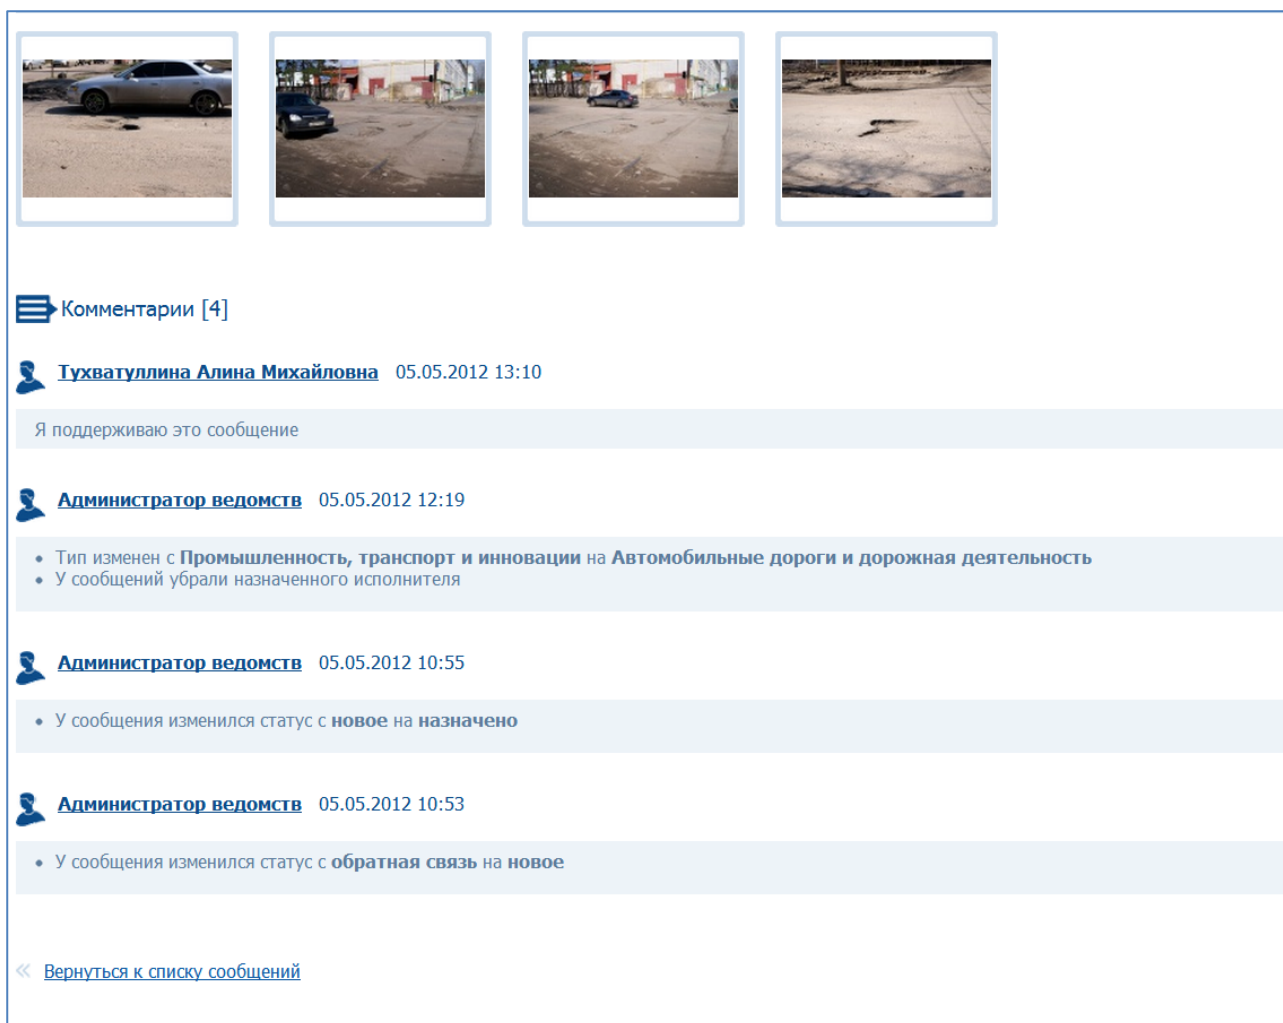 Комментарии [4]
Тухватуллина Алина Михайловна 05.05.2012 13:10
Я поддерживаю это сообщение
Администратор ведомств 05.05.2012 12:19
• Тип изменен с Промышленность, транспорт и инновации на Автомобильные дороги и дорожная деятельность
• У сообщений убрали назначенного исполнителя
Администратор ведомств 05.05.2012 10:55
• У сообщения изменился статус с новое на назначено
Администратор ведомств 05.05.2012 10:53
• У сообщения изменился статус с обратная связь на новое
« Вернуться к списку сообщений